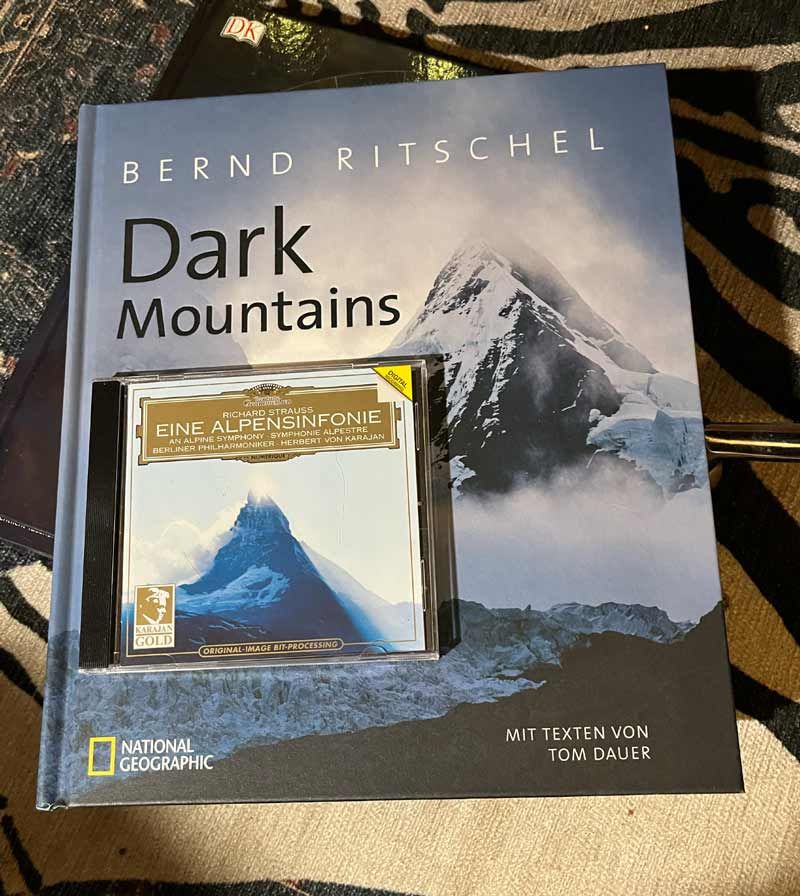 DK
BERND RITSCHEL
Dark
Mountains
DIGITAL
RICHARD STRAUSS
EINE ALPENSINFONIE
AN ALPINE SYMPHONY · SYMPHONIE ALPESTRE
BERLINER PHILHARMONIKER · HERBERT VON KARAJAN
NUMERIQUE
KARAJAN
GOLD
ORIGINAL-IMAGE BIT-PROCESSING
NATIONAL
GEOGRAPHIC
MIT TEXTEN VON
TOM DAUER